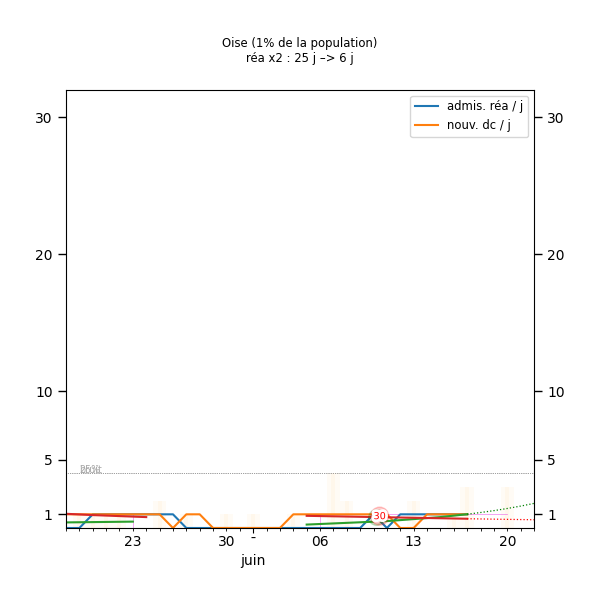 Oise (1% de la population)
réa x2 : 25 j –> 6 j
admis. réa / j
nouv. dc / j
30 30
20 20
10 10
5 5
1 1
30
23 30 06 13 20
juin